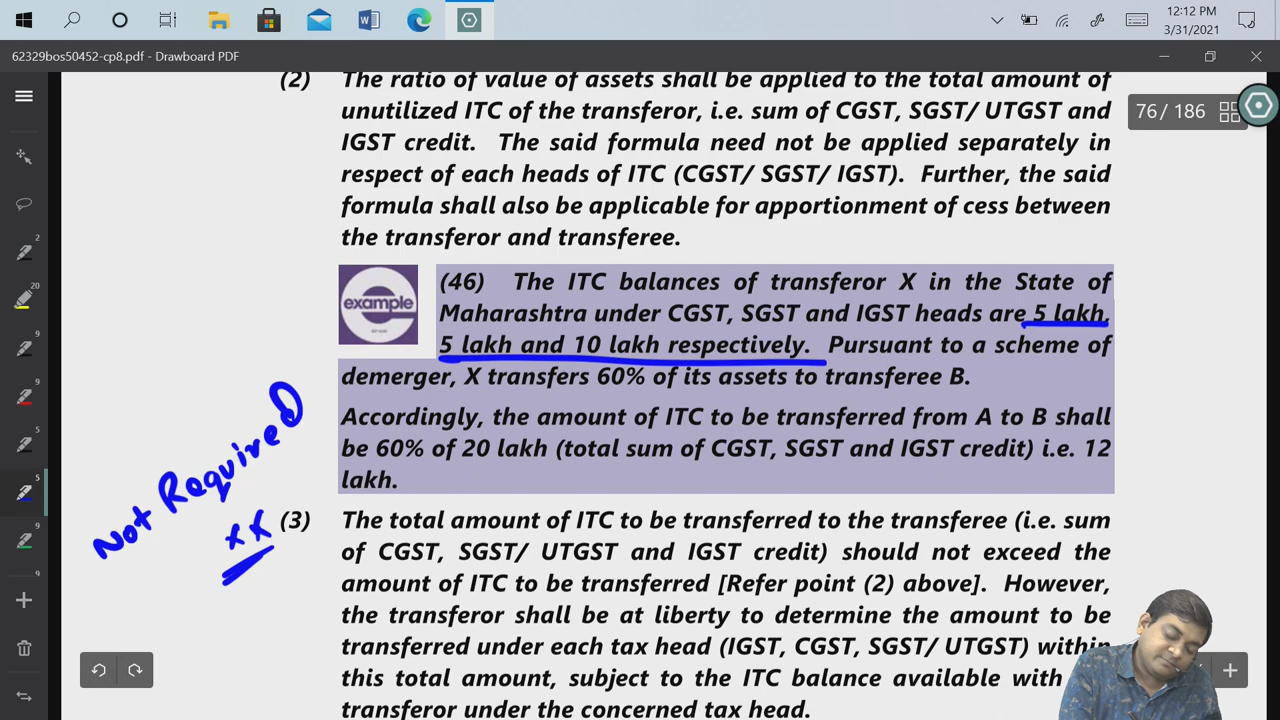 12:12 PM
3/31/2021
62329bos50452-cp8.pdf - Drawboard PDF
76 / 186
(2) The ratio of value of assets shall be applied to the total amount of
unutilized ITC of the transferor, i.e. sum of CGST, SGST/ UTGST and
IGST credit. The said formula need not be applied separately in
respect of each heads of ITC (CGST/ SGST/ IGST). Further, the said
formula shall also be applicable for apportionment of cess between
the transferor and transferee.
example
(46) The ITC balances of transferor X in the State of
Maharashtra under CGST, SGST and IGST heads are 5 lakh,
5 lakh and 10 lakh respectively. Pursuant to a scheme of
demerger, X transfers 60% of its assets to transferee B.
Accordingly, the amount of ITC to be transferred from A to B shall
be 60% of 20 lakh (total sum of CGST, SGST and IGST credit) i.e. 12
lakh.
Not Required
xx
(3) The total amount of ITC to be transferred to the transferee (i.e. sum
of CGST, SGST/ UTGST and IGST credit) should not exceed the
amount of ITC to be transferred [Refer point (2) above]. However,
the transferor shall be at liberty to determine the amount to be
transferred under each tax head (IGST, CGST, SGST/ UTGST) within
this total amount, subject to the ITC balance available with
transferor under the concerned tax head.
2
20
9
9
5
5
9
9